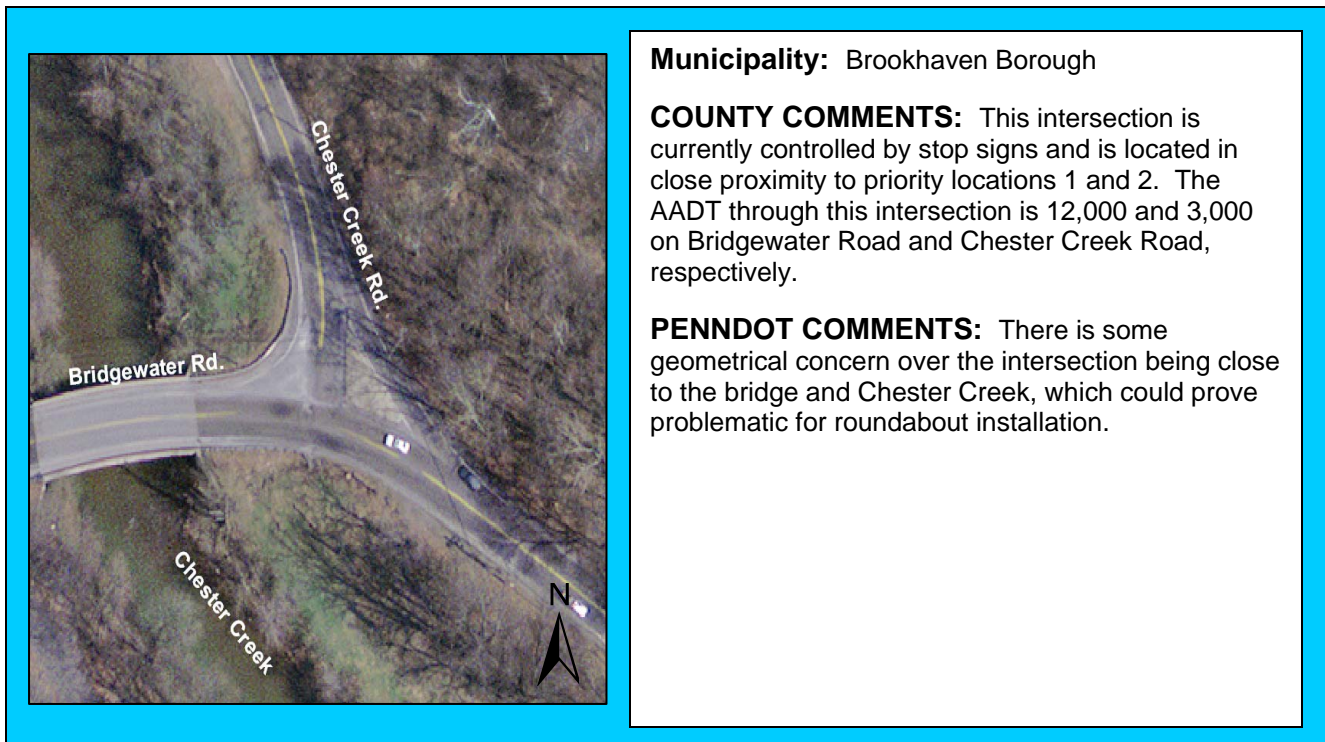 Chester Creek Rd.
Bridgewater Rd.
Chester Creek
N
Municipality: Brookhaven Borough
COUNTY COMMENTS: This intersection is
currently controlled by stop signs and is located in
close proximity to priority locations 1 and 2. The
AADT through this intersection is 12,000 and 3,000
on Bridgewater Road and Chester Creek Road,
respectively.
PENNDOT COMMENTS: There is some
geometrical concern over the intersection being close
to the bridge and Chester Creek, which could prove
problematic for roundabout installation.